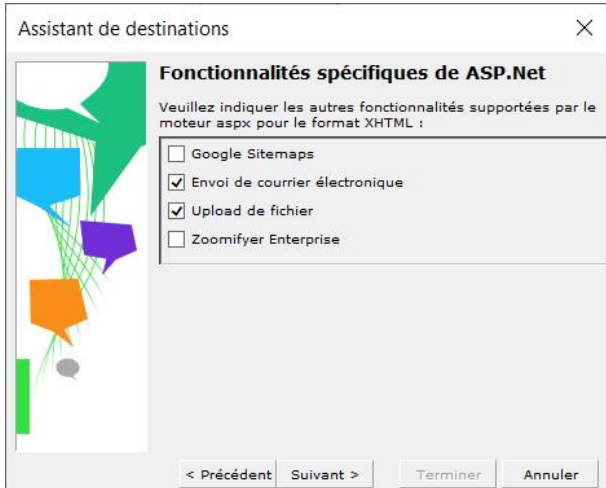 Assistant de destinations
Fonctionnalités spécifiques de ASP.Net
Veuillez indiquer les autres fonctionnalités supportées par le
moteur aspx pour le format XHTML :
Google Sitemaps
Envoi de courrier électronique
Upload de fichier
Zoomifyer Enterprise
< Précédent Suivant > Terminer Annuler